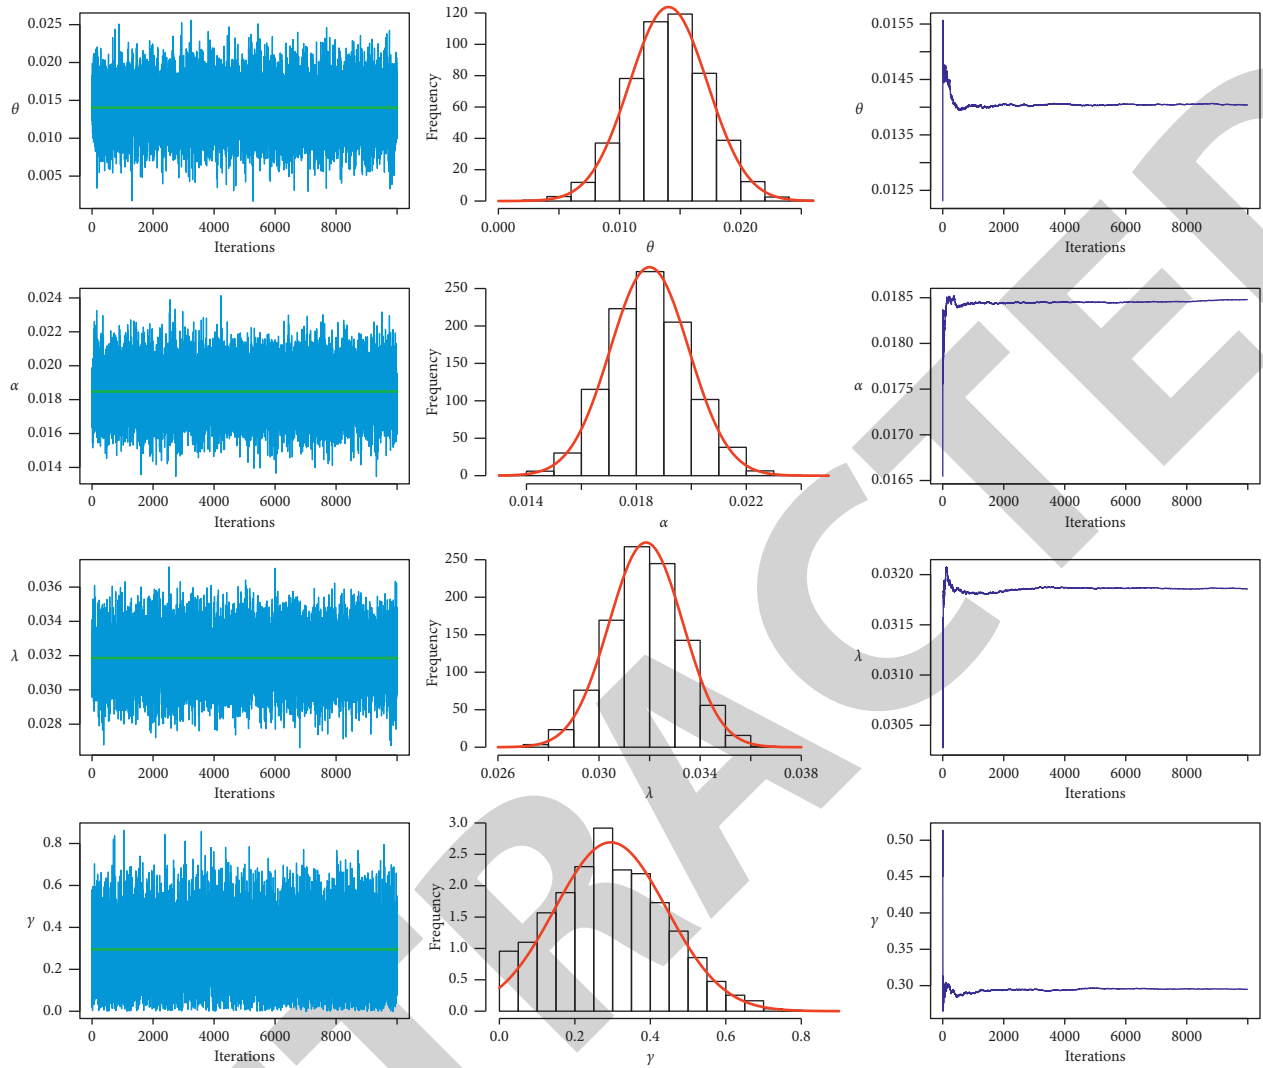 θ
0.025
0.020
0.015
0.010
0.005
0 2000 4000 6000 8000
Iterations
Frequency
120
100
80
60
40
20
0
0.000 0.010 0.020
θ
θ
0.0155
0.0145
0.0135
0.0125
0 2000 4000 6000 8000
Iterations
α
0.024
0.022
0.020
0.018
0.016
0.014
0 2000 4000 6000 8000
Iterations
Frequency
250
200
150
100
50
0
0.014 0.018 0.022
α
α
0.0185
0.0180
0.0175
0.0170
0.0165
0 2000 4000 6000 8000
Iterations
λ
0.036
0.034
0.032
0.030
0.028
0 2000 4000 6000 8000
Iterations
Frequency
250
200
150
100
50
0
0.026 0.030 0.034 0.038
λ
λ
0.0320
0.0315
0.0310
0.0305
0 2000 4000 6000 8000
Iterations
γ
0.8
0.6
0.4
0.2
0.0
0 2000 4000 6000 8000
Iterations
Frequency
3.0
2.5
2.0
1.5
1.0
0.5
0.0
0.0 0.2 0.4 0.6 0.8
γ
γ
0.50
0.45
0.40
0.35
0.30
0 2000 4000 6000 8000
Iterations
TRACTED